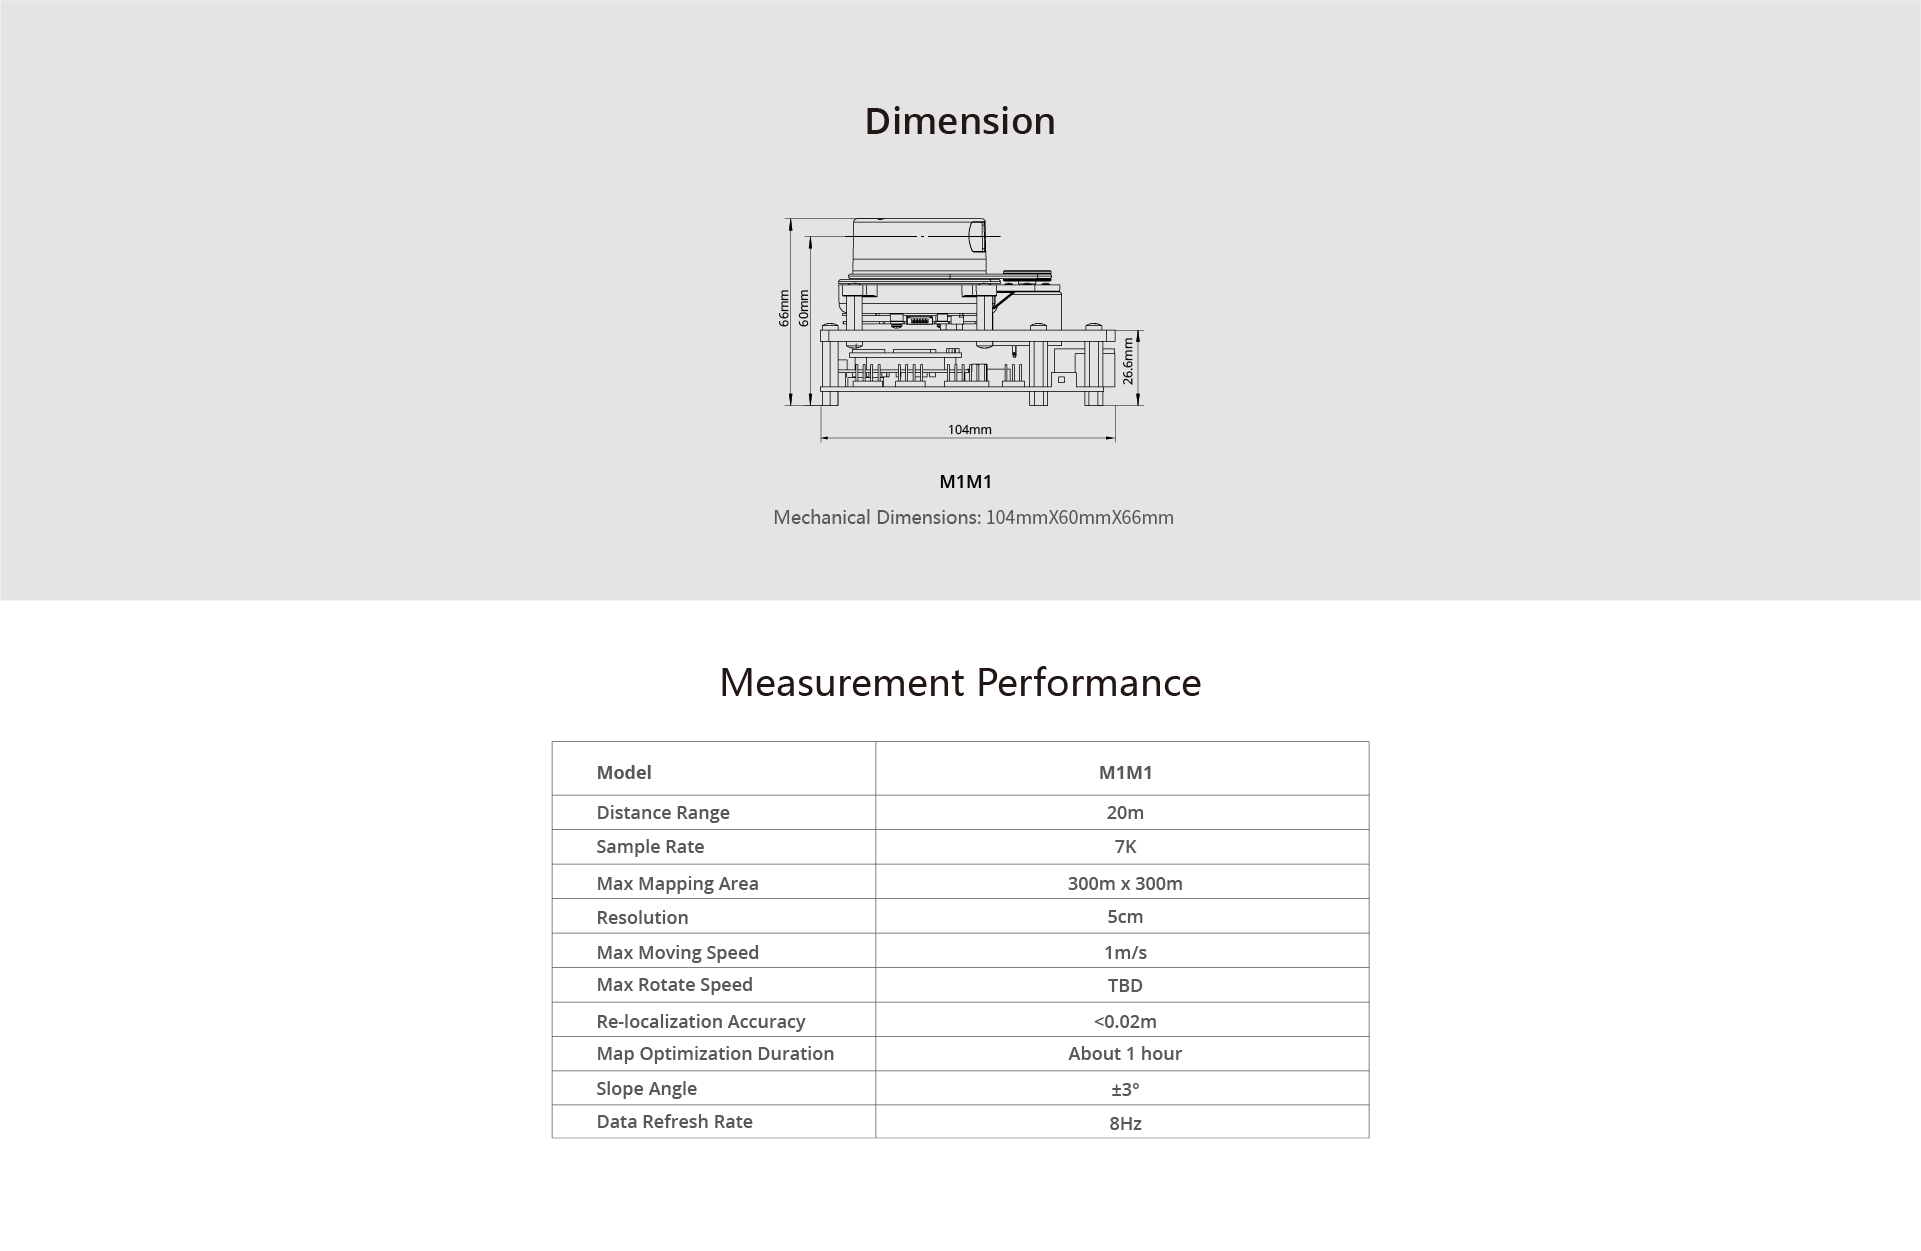 Dimension
66mm
60mm
26.6mm
104mm
M1M1
Mechanical Dimensions: 104mmX60mmX66mm
Measurement Performance
Model M1M1
Distance Range 20m
Sample Rate 7K
Max Mapping Area 300m x 300m
Resolution 5cm
Max Moving Speed 1m/s
Max Rotate Speed TBD
Re-localization Accuracy <0.02m
Map Optimization Duration About 1 hour
Slope Angle ±3°
Data Refresh Rate 8Hz